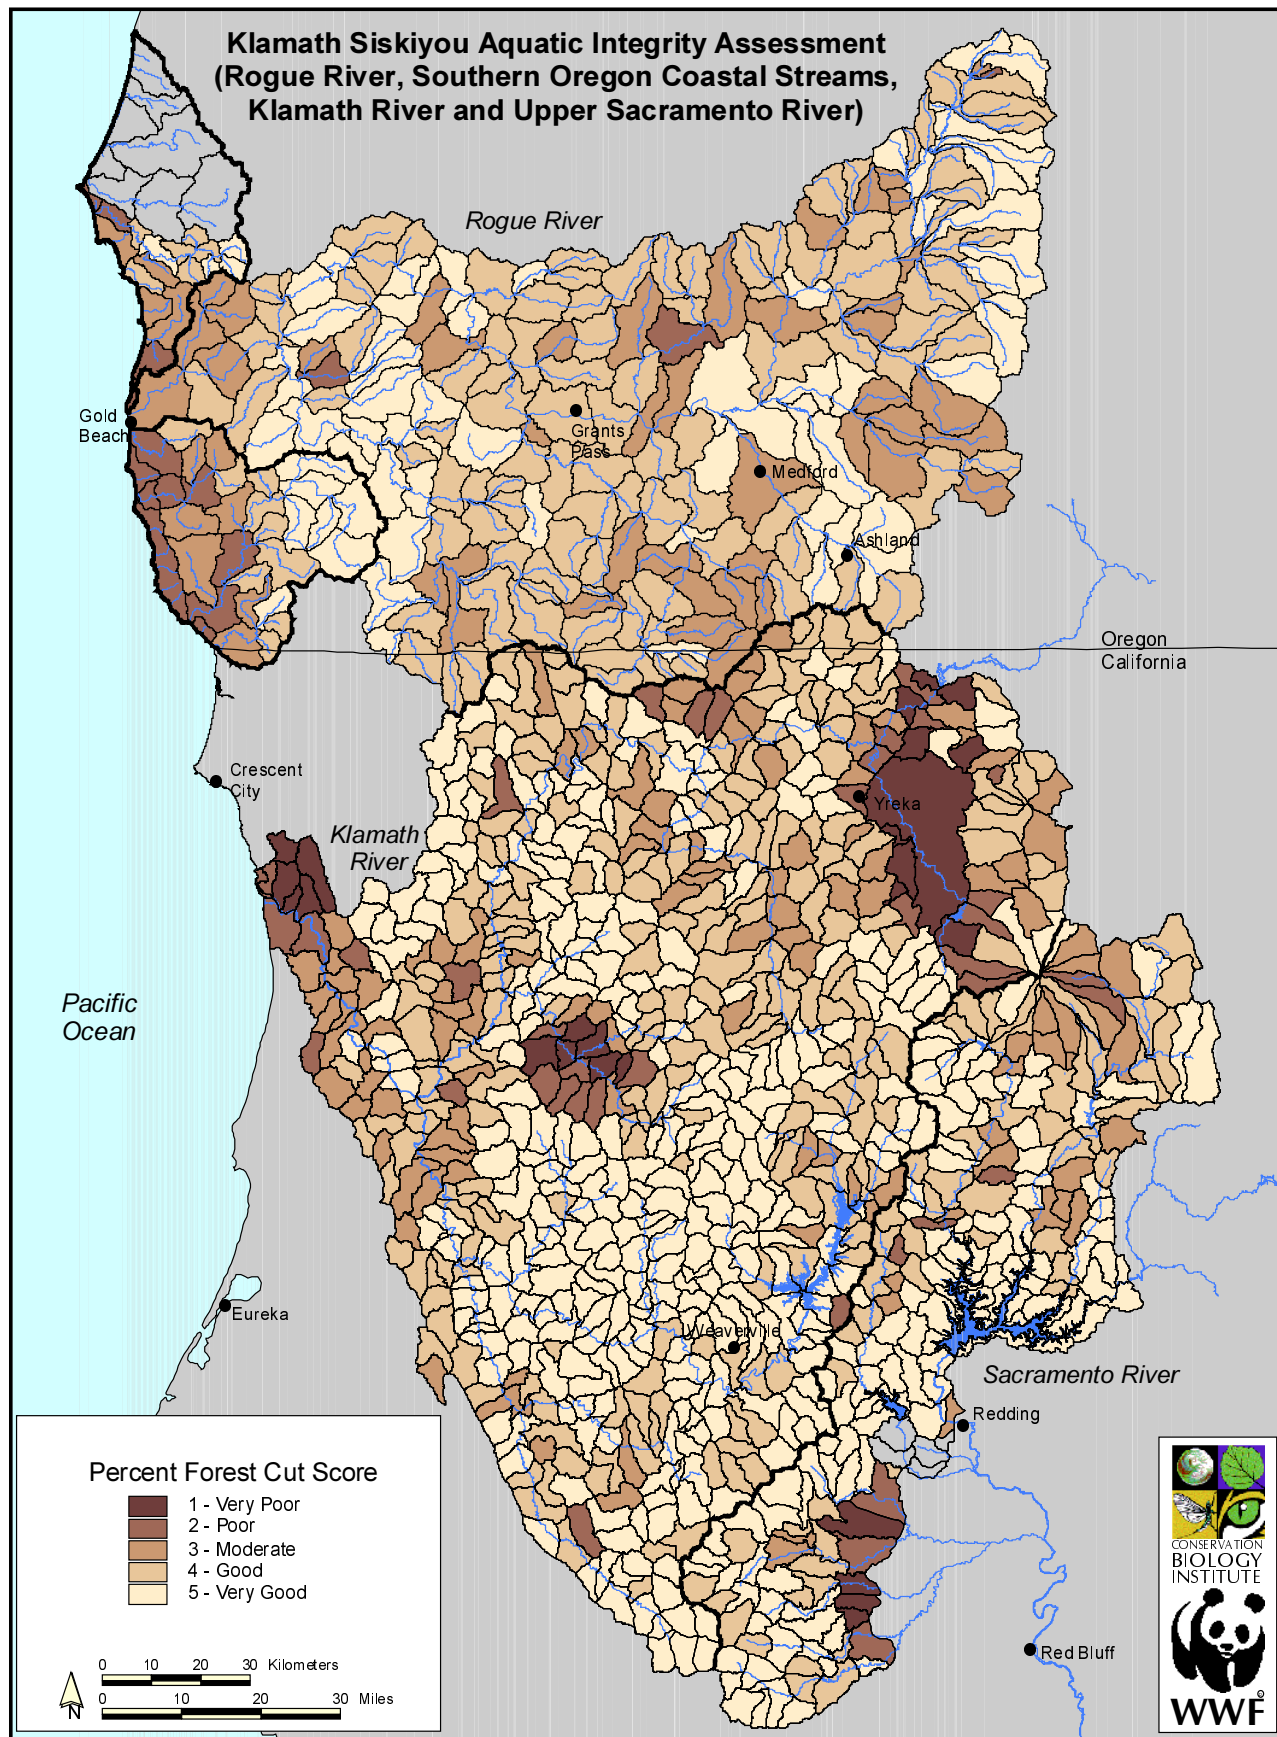 Klamath Siskiyou Aquatic Integrity Assessment
(Rogue River, Southern Oregon Coastal Streams,
Klamath River and Upper Sacramento River)
Rogue River
Gold
Beach
Grants
Pass
Medford
Ashland
Oregon
California
Crescent
City
Yreka
Klamath
River
Pacific
Ocean
Eureka
Weaverville
Sacramento River
Redding
Red Bluff
Percent Forest Cut Score
1 - Very Poor
2 - Poor
3 - Moderate
4 - Good
5 - Very Good
0 10 20 30 Kilometers
0 10 20 30 Miles
N
CONSERVATION
BIOLOGY
INSTITUTE
WWF
®